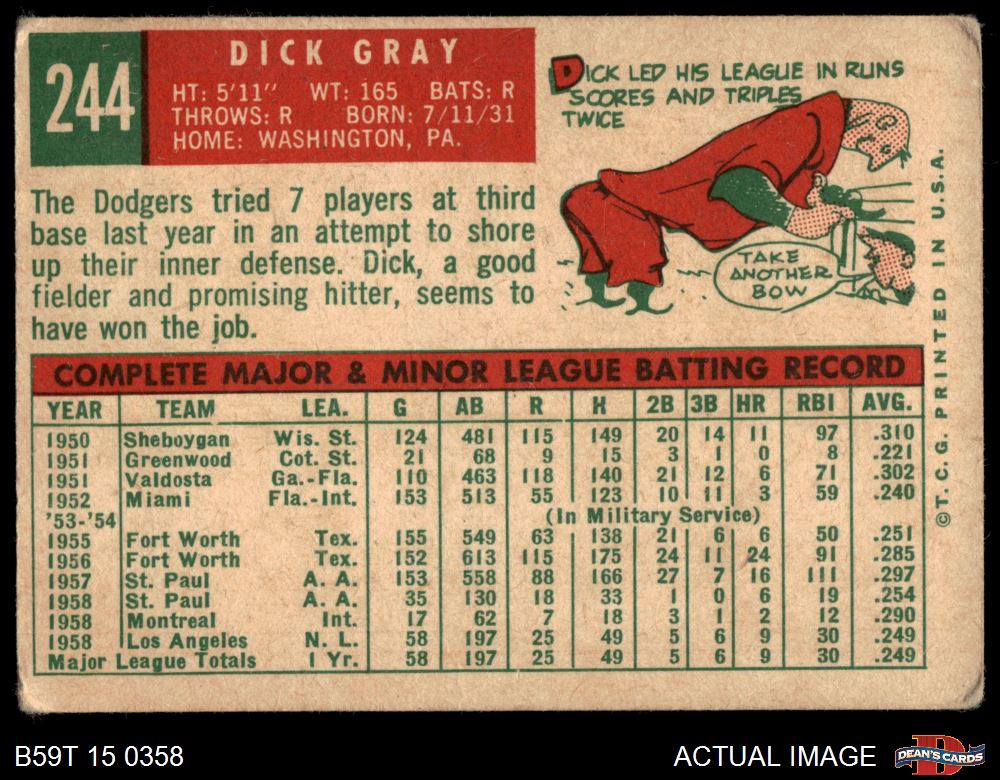 244
DICK GRAY
HT: 5'11" WT: 165 BATS: R
THROWS: R BORN: 7/11/31
HOME: WASHINGTON, PA.
DICK LED HIS LEAGUE IN RUNS
SCORES AND TRIPLES
TWICE
TAKE
ANOTHER
BOW
The Dodgers tried 7 players at third
base last year in an attempt to shore
up their inner defense. Dick, a good
fielder and promising hitter, seems to
have won the job.
COMPLETE MAJOR & MINOR LEAGUE BATTING RECORD
YEAR TEAM LEA. G AB R H 2B 3B HR RBI AVG.
1950 Sheboygan Wis. St. 124 481 115 149 20 14 11 97 .310
1951 Greenwood Cot. St. 21 68 9 15 3 1 0 8 .221
1951 Valdosta Ga.-Fla. 110 463 118 140 21 12 6 71 .302
1952 Miami Fla.-Int. 153 513 55 123 10 11 3 59 .240
'53-'54 (In Military Service)
1955 Fort Worth Tex. 155 549 63 138 21 6 6 50 .251
1956 Fort Worth Tex. 152 613 115 175 24 11 24 91 .285
1957 St. Paul A. A. 153 558 88 166 27 7 16 111 .297
1958 St. Paul A. A. 35 130 18 33 1 0 6 19 .254
1958 Montreal Int. 17 62 7 18 3 1 2 12 .290
1958 Los Angeles N. L. 58 197 25 49 5 6 9 30 .249
Major League Totals 1 Yr. 58 197 25 49 5 6 9 30 .249
©T. C. G. PRINTED IN U.S.A.
B59T 15 0358
ACTUAL IMAGE
DEAN'S CARDS